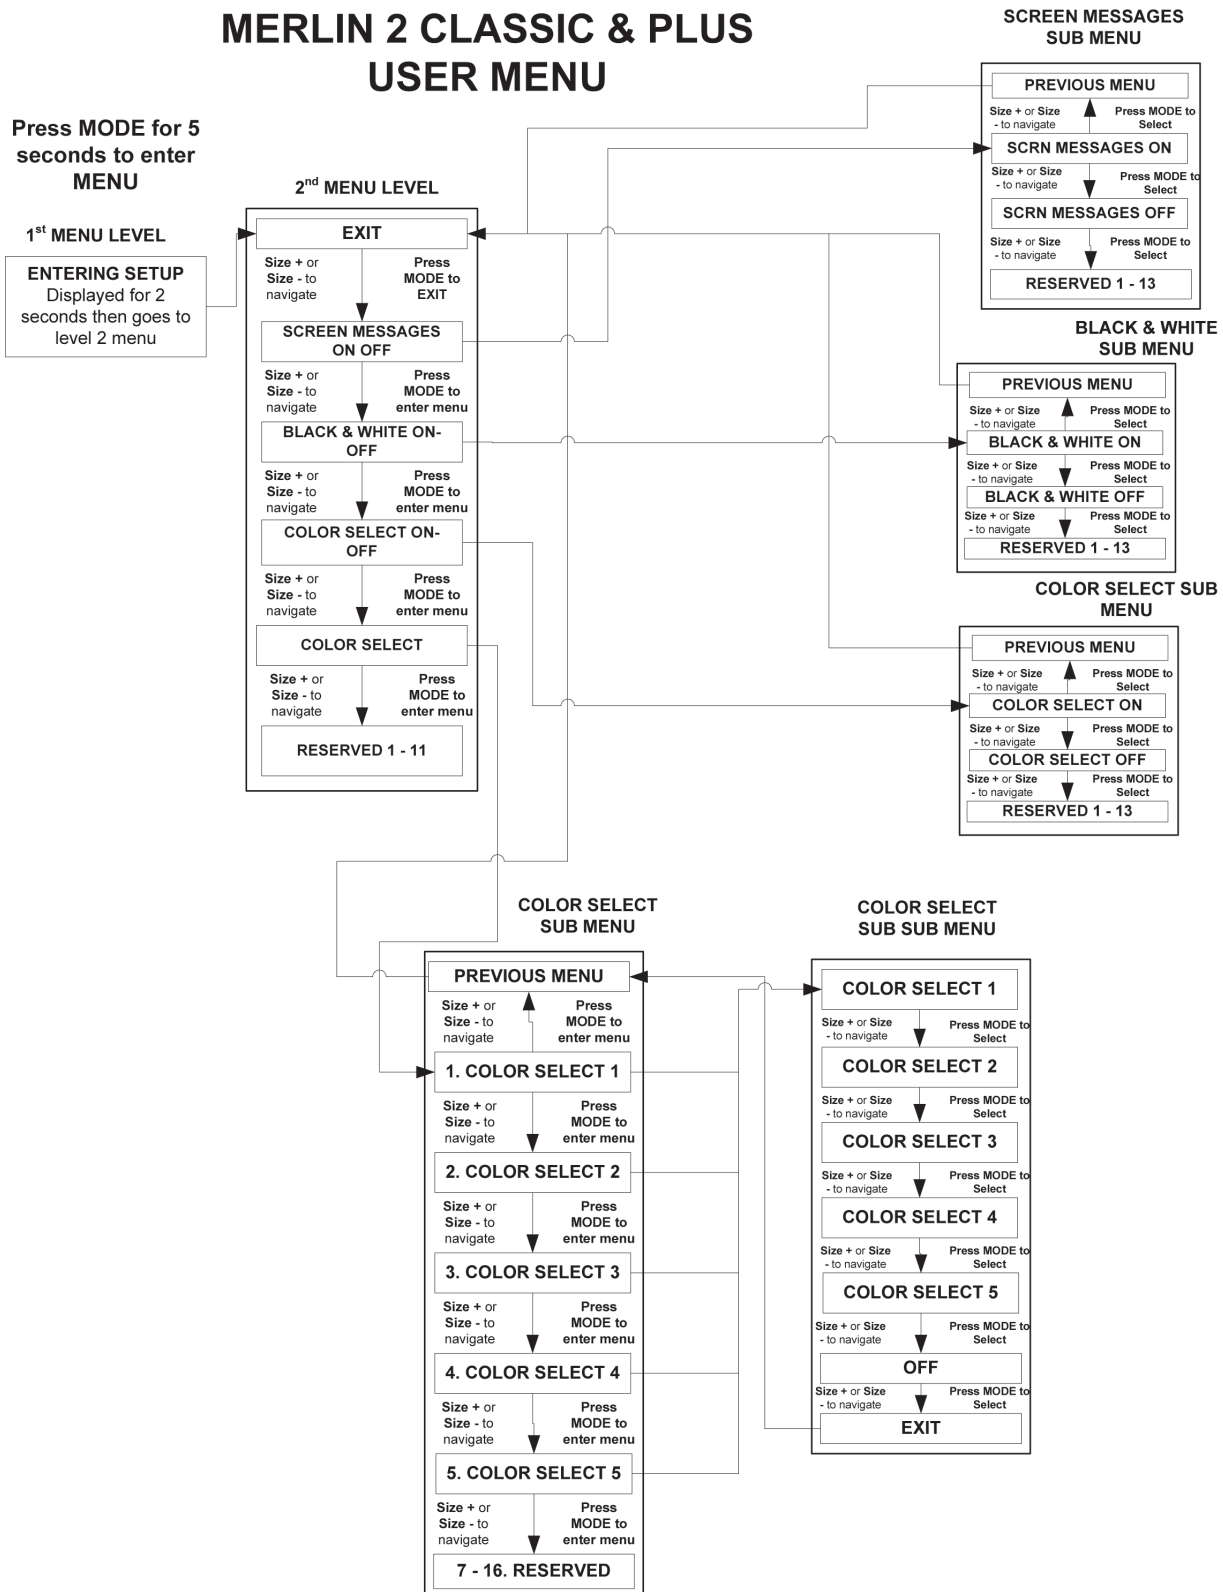 MERLIN 2 CLASSIC & PLUS
USER MENU
Press MODE for 5
seconds to enter
MENU
1st MENU LEVEL
ENTERING SETUP
Displayed for 2
seconds then goes to
level 2 menu
2nd MENU LEVEL
EXIT
Size + or
Size - to
navigate
Press
MODE to
EXIT
SCREEN MESSAGES
ON OFF
Size + or
Size - to
navigate
Press
MODE to
enter menu
BLACK & WHITE ON-
OFF
Size + or
Size - to
navigate
Press
MODE to
enter menu
COLOR SELECT ON-
OFF
Size + or
Size - to
navigate
Press
MODE to
enter menu
COLOR SELECT
Size + or
Size - to
navigate
Press
MODE to
enter menu
RESERVED 1 - 11
SCREEN MESSAGES
SUB MENU
PREVIOUS MENU
Size + or Size
- to navigate
Press MODE to
Select
SCRN MESSAGES ON
Size + or Size
- to navigate
Press MODE to
Select
SCRN MESSAGES OFF
Size + or Size
- to navigate
Press MODE to
Select
RESERVED 1 - 13
BLACK & WHITE
SUB MENU
PREVIOUS MENU
Size + or Size
- to navigate
Press MODE to
Select
BLACK & WHITE ON
Size + or Size
- to navigate
Press MODE to
Select
BLACK & WHITE OFF
Size + or Size
- to navigate
Press MODE to
Select
RESERVED 1 - 13
COLOR SELECT SUB
MENU
PREVIOUS MENU
Size + or Size
- to navigate
Press MODE to
Select
COLOR SELECT ON
Size + or Size
- to navigate
Press MODE to
Select
COLOR SELECT OFF
Size + or Size
- to navigate
Press MODE to
Select
RESERVED 1 - 13
COLOR SELECT
SUB MENU
PREVIOUS MENU
Size + or
Size - to
navigate
Press
MODE to
enter menu
1. COLOR SELECT 1
Size + or
Size - to
navigate
Press
MODE to
enter menu
2. COLOR SELECT 2
Size + or
Size - to
navigate
Press
MODE to
enter menu
3. COLOR SELECT 3
Size + or
Size - to
navigate
Press
MODE to
enter menu
4. COLOR SELECT 4
Size + or
Size - to
navigate
Press
MODE to
enter menu
5. COLOR SELECT 5
Size + or
Size - to
navigate
Press
MODE to
enter menu
7 - 16. RESERVED
COLOR SELECT
SUB SUB MENU
COLOR SELECT 1
Size + or Size
- to navigate
Press MODE to
Select
COLOR SELECT 2
Size + or Size
- to navigate
Press MODE to
Select
COLOR SELECT 3
Size + or Size
- to navigate
Press MODE to
Select
COLOR SELECT 4
Size + or Size
- to navigate
Press MODE to
Select
COLOR SELECT 5
Size + or Size
- to navigate
Press MODE to
Select
OFF
Size + or Size
- to navigate
Press MODE to
Select
EXIT